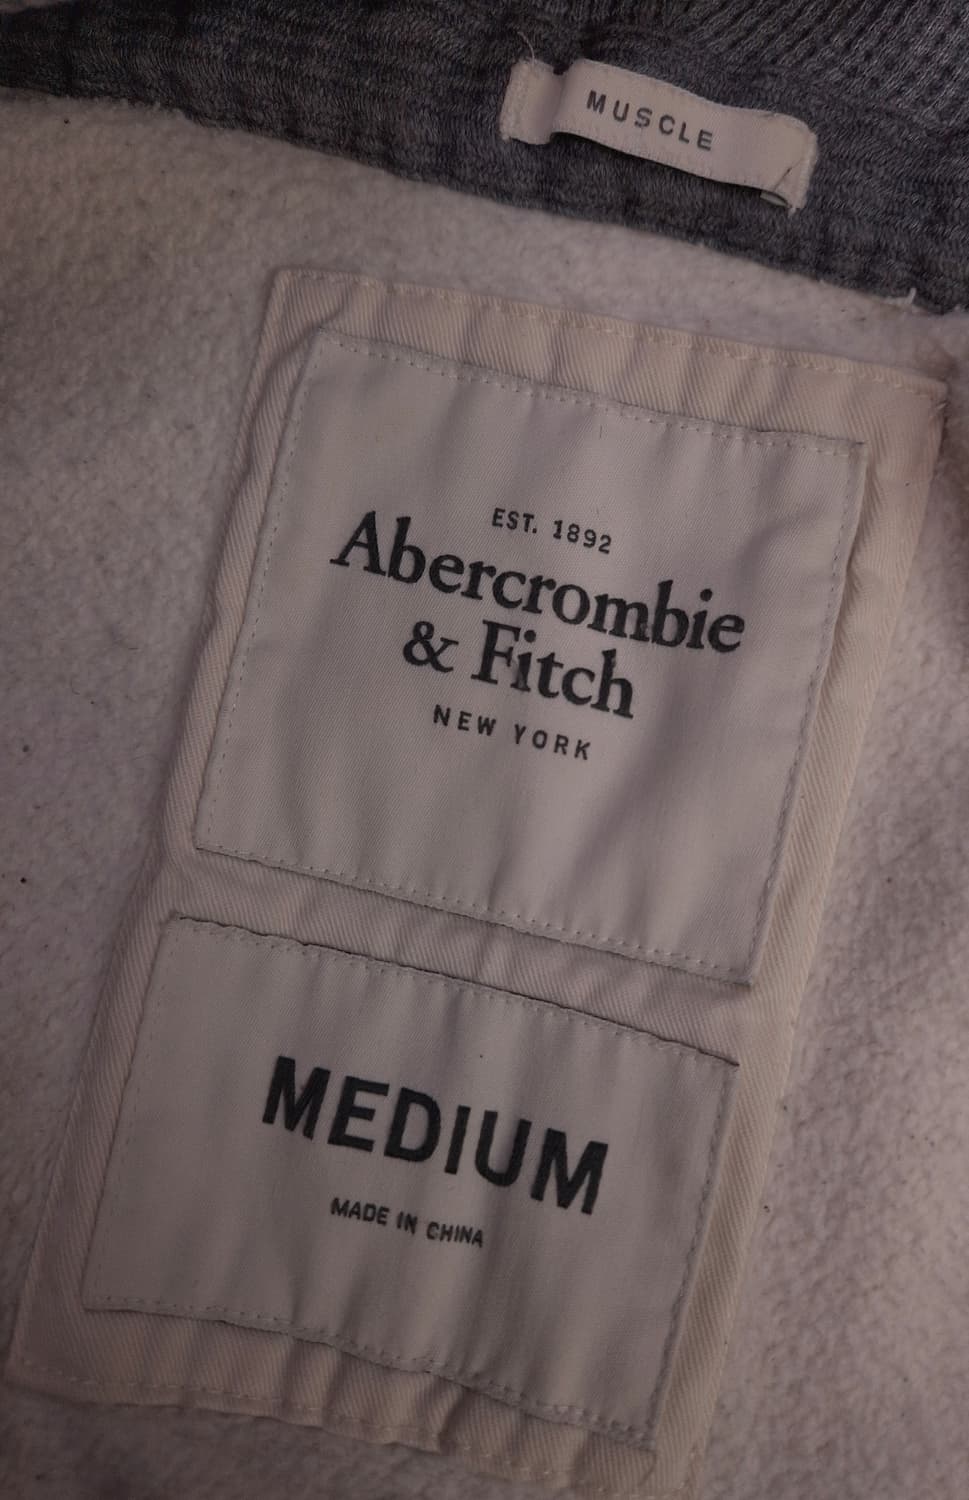 MUSCLE
EST. 1892
Abercrombie
& Fitch
NEW YORK
MEDIUM
MADE IN CHINA